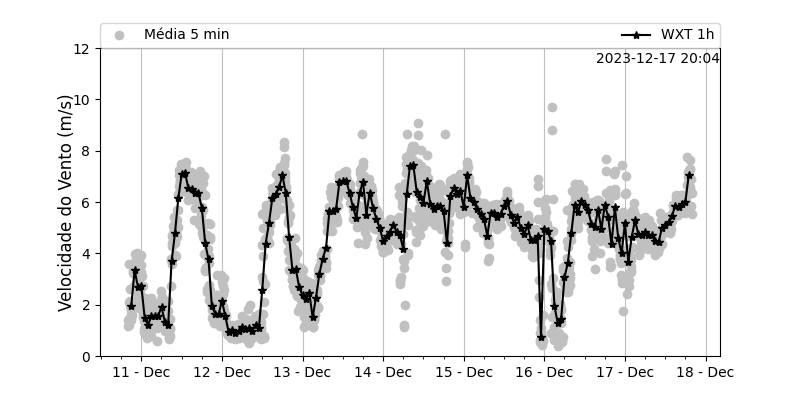 Média 5 min
WXT 1h
2023-12-17 20:04
Velocidade do Vento (m/s)
12
10
8
6
4
2
0
11 - Dec
12 - Dec
13 - Dec
14 - Dec
15 - Dec
16 - Dec
17 - Dec
18 - Dec